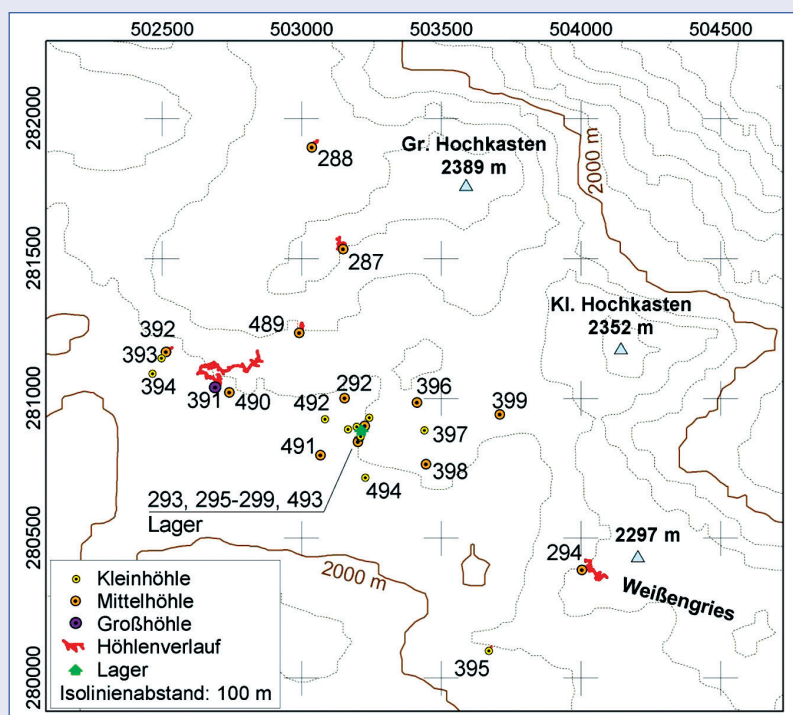 502500 503000 503500 504000 504500
282000
281500
281000
280500
280000
Gr. Hochkasten
2389 m
2000 m
288
287
Kl. Hochkasten
2352 m
489
392
393
394
391
490
492
292
396
399
397
491
398
494
293, 295-299, 493
Lager
2000 m
294
2297 m
Weißengries
395
Kleinhöhle
Mittelhöhle
Großhöhle
Höhlenverlauf
Lager
Isolinienabstand: 100 m